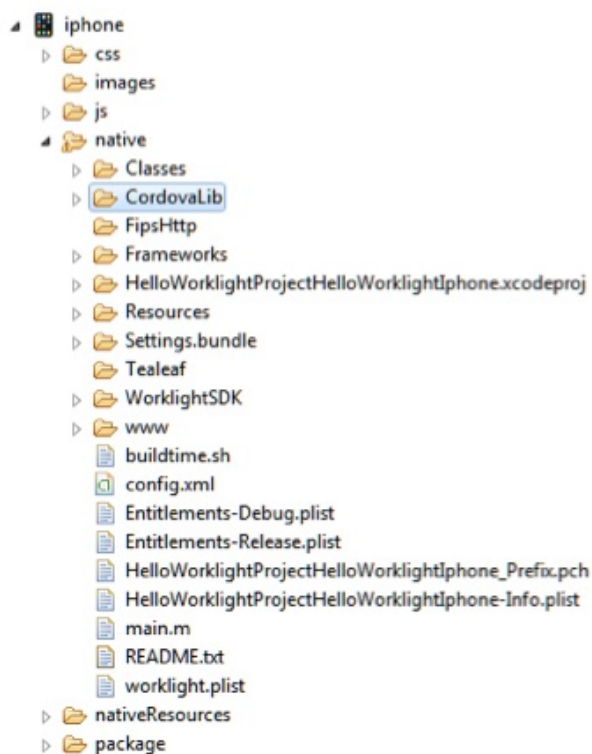 iphone
css
images
js
native
Classes
CordovaLib
FipsHttp
Frameworks
HelloWorklightProjectHelloWorklightIphone.xcodeproj
Resources
Settings.bundle
Tealeaf
WorklightSDK
www
buildtime.sh
config.xml
Entitlements-Debug.plist
Entitlements-Release.plist
HelloWorklightProjectHelloWorklightIphone_Prefix.pch
HelloWorklightProjectHelloWorklightIphone-Info.plist
main.m
README.txt
worklight.plist
nativeResources
package